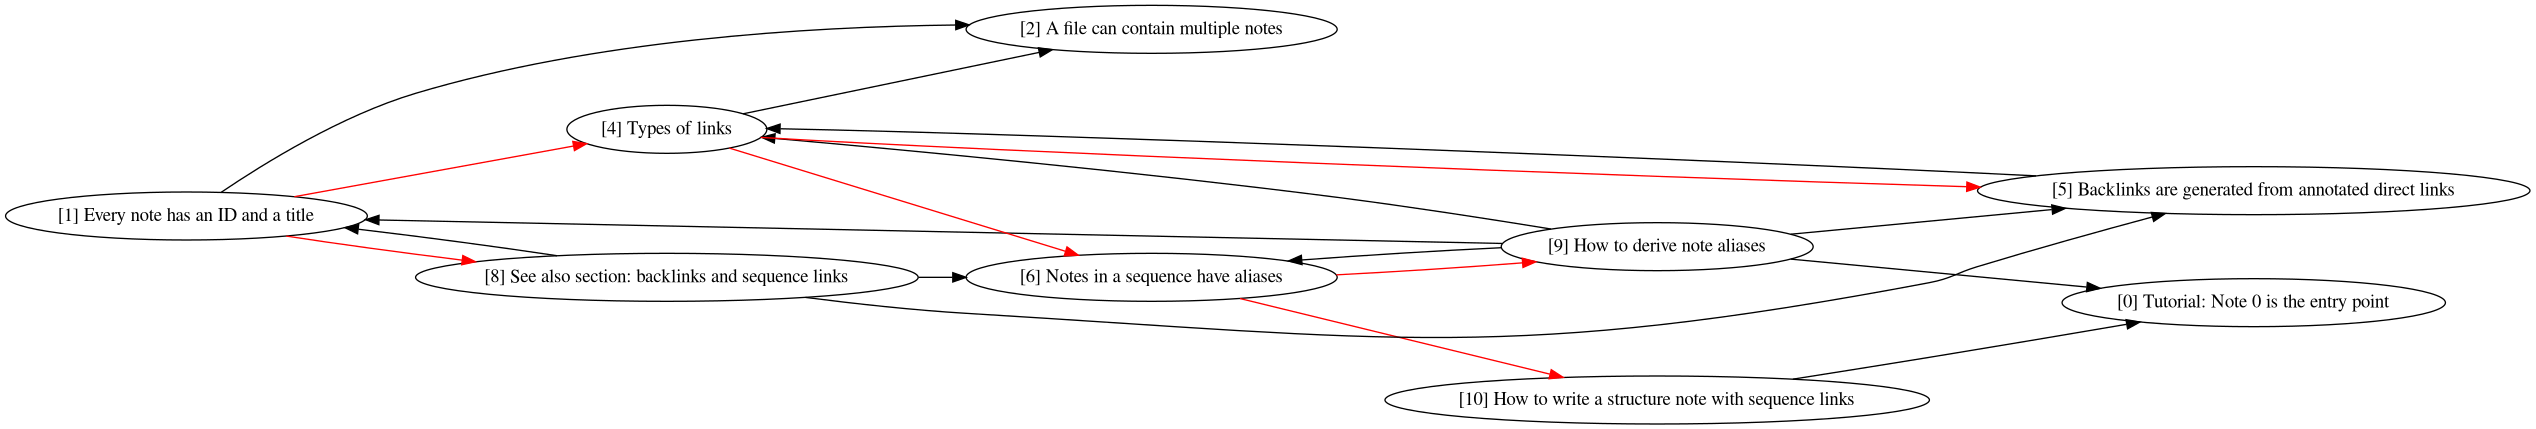 [2] A file can contain multiple notes
[4] Types of links
[5] Backlinks are generated from annotated direct links
[1] Every note has an ID and a title
[9] How to derive note aliases
[8] See also section: backlinks and sequence links
[6] Notes in a sequence have aliases
[0] Tutorial: Note 0 is the entry point
[10] How to write a structure note with sequence links